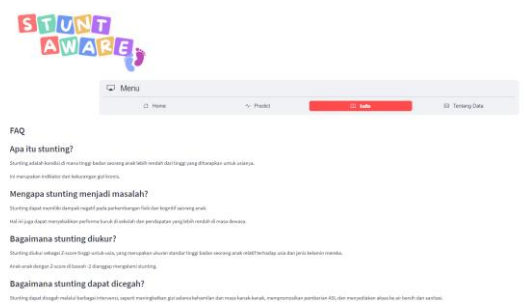 STUNT
AWARE
Menu
Home
Predict
Info
Tentang Data
FAQ
Apa itu stunting?
Stunting adalah kondisi di mana tinggi badan seorang anak lebih rendah dari tinggi yang diharapkan untuk usianya.
Ini merupakan indikator dari kekurangan gizi kronis.
Mengapa stunting menjadi masalah?
Stunting dapat memiliki dampak negatif pada perkembangan fisik dan kognitif seorang anak.
Hal ini juga dapat menyebabkan performa buruk di sekolah dan pendapatan yang lebih rendah di masa dewasa.
Bagaimana stunting diukur?
Stunting diukur sebagai Z-score tinggi untuk usia, yang merupakan ukuran standar tinggi badan seorang anak relatif terhadap usia dan jenis kelamin mereka.
Anak-anak dengan Z-score di bawah -2 dianggap mengalami stunting.
Bagaimana stunting dapat dicegah?
Stunting dapat dicegah melalui berbagai intervensi, seperti meningkatkan gizi selama kehamilan dan masa kanak-kanak, mempromosikan pemberian ASI, dan menyediakan akses ke air bersih dan sanitasi.